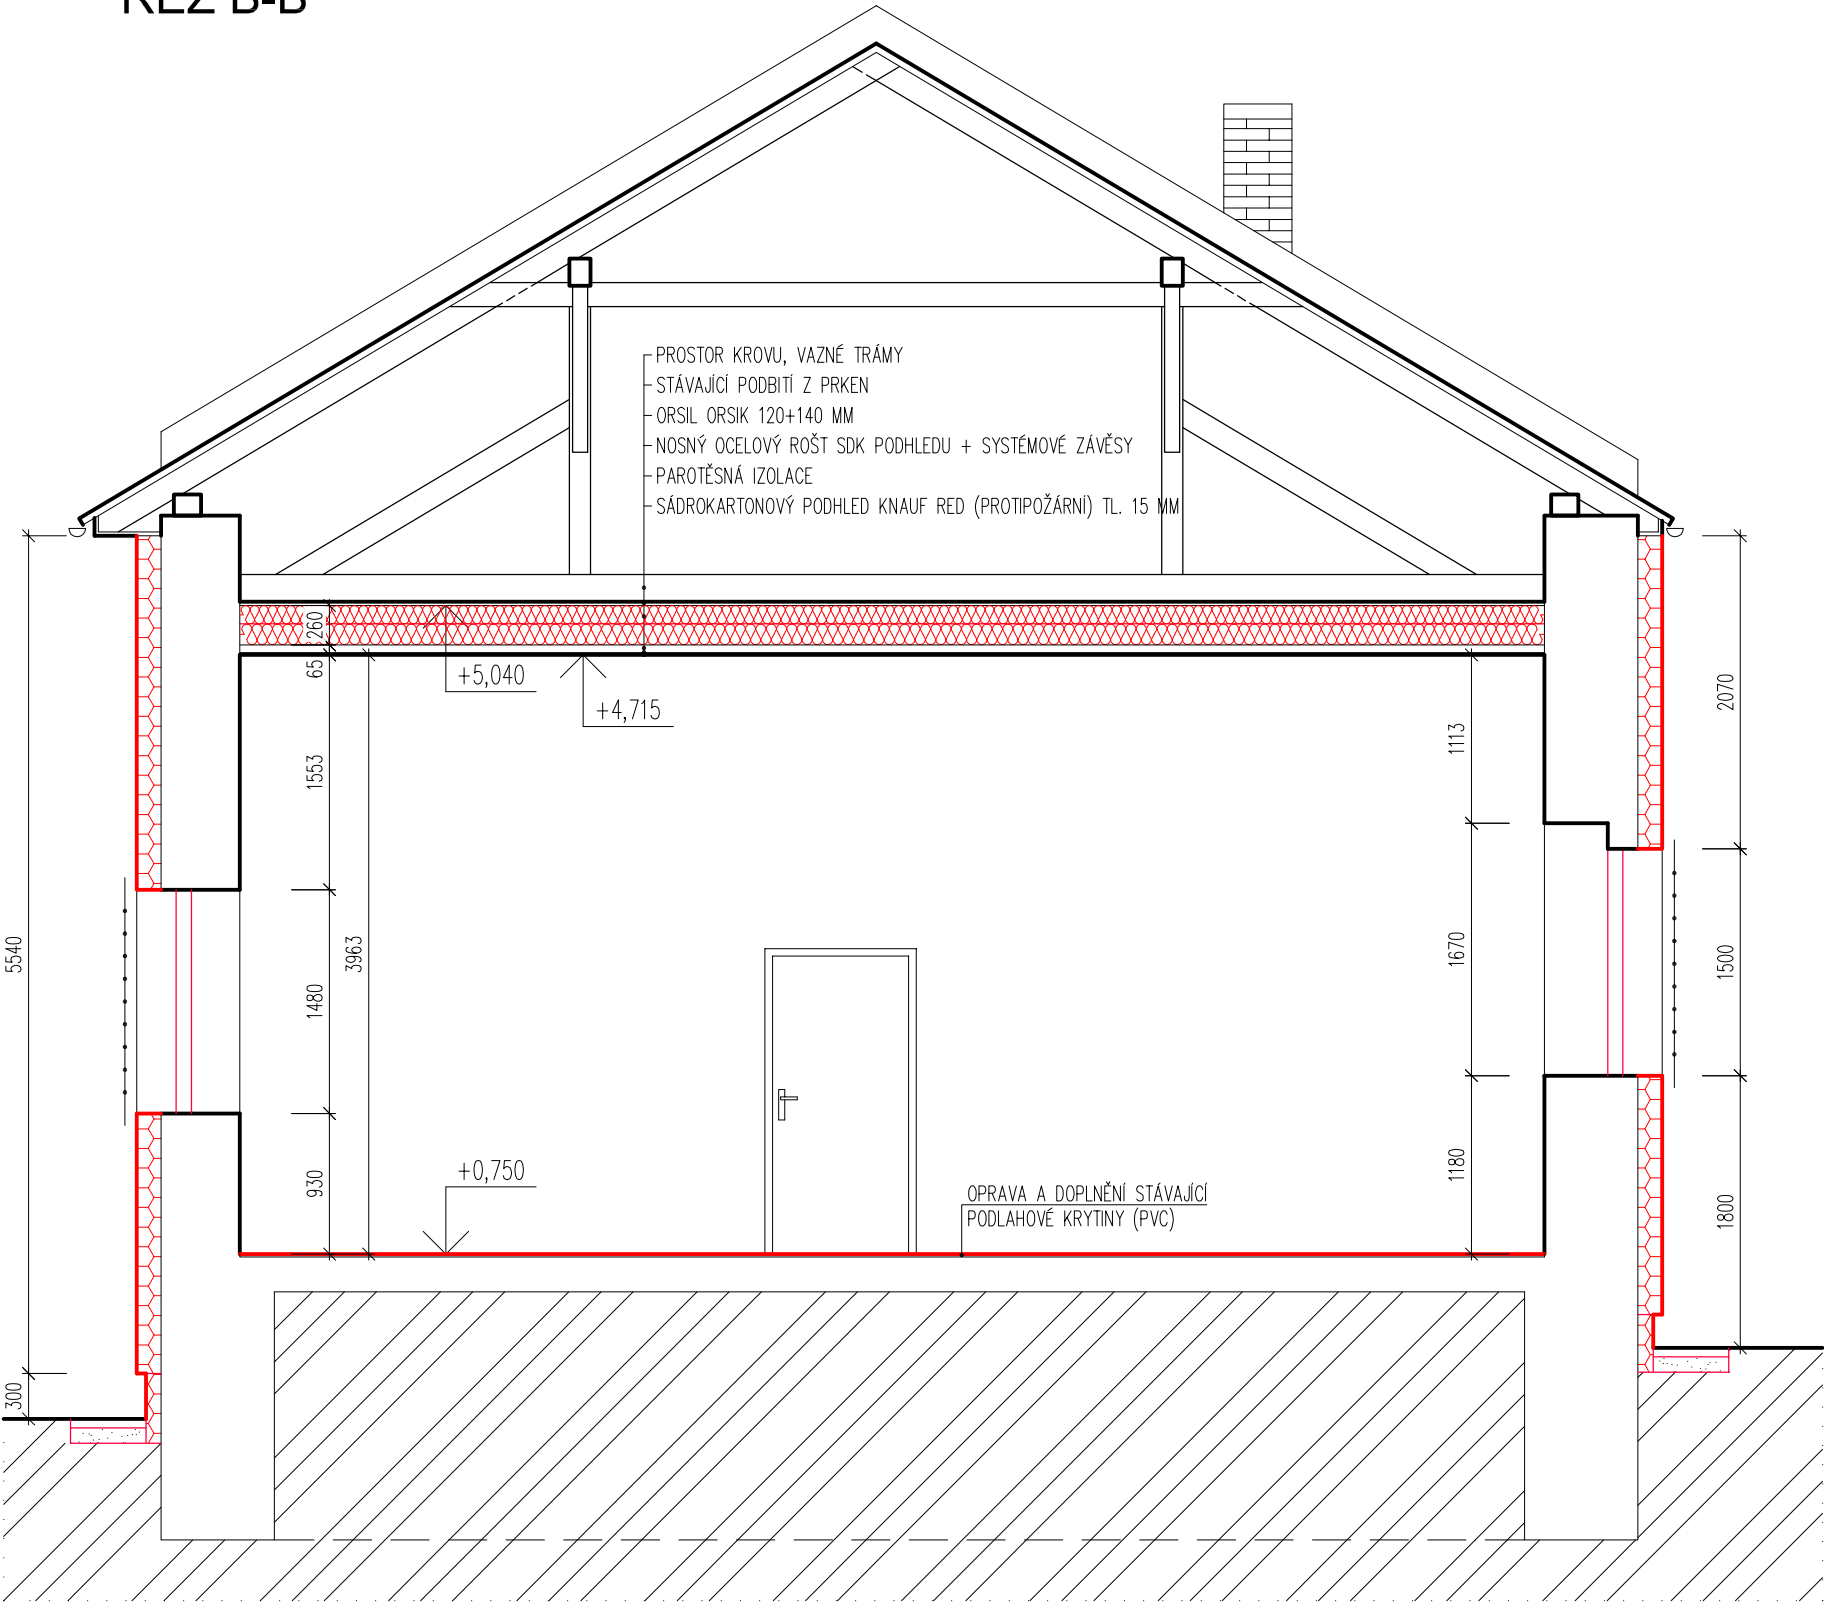 ŘEZ B-B
PROSTOR KROVU, VAZNÉ TRÁMY
STÁVAJÍCÍ PODBITÍ Z PRKEN
ORSIL ORSIK 120+140 MM
NOSNÝ OCELOVÝ ROŠT SDK PODHLEDU + SYSTÉMOVÉ ZÁVĚSY
PAROTĚSNÁ IZOLACE
SÁDROKARTONOVÝ PODHLED KNAUF RED (PROTIPOŽÁRNÍ) TL. 15 MM
260
65
+5,040
+4,715
2070
1113
1553
5540
3963
1480
1670
1500
930
+0,750
1180
OPRAVA A DOPLNĚNÍ STÁVAJÍCÍ
PODLAHOVÉ KRYTINY (PVC)
1800
300